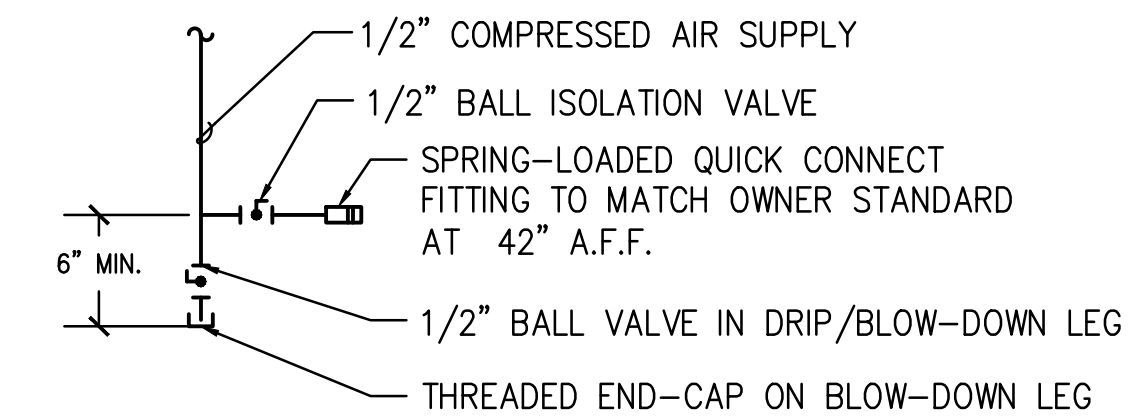 1/2" COMPRESSED AIR SUPPLY
1/2" BALL ISOLATION VALVE
SPRING-LOADED QUICK CONNECT
FITTING TO MATCH OWNER STANDARD
AT 42" A.F.F.
6" MIN.
1/2" BALL VALVE IN DRIP/BLOW-DOWN LEG
THREADED END-CAP ON BLOW-DOWN LEG